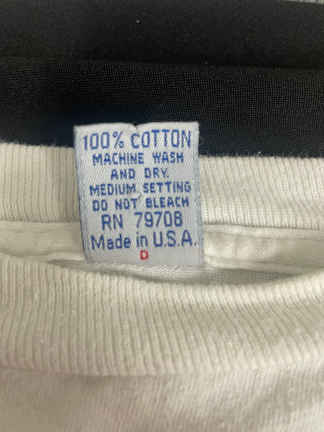 100% COTTON
MACHINE WASH
AND DRY.
MEDIUM SETTING
DO NOT BLEACH
RN 79708
Made in U.S.A.
D